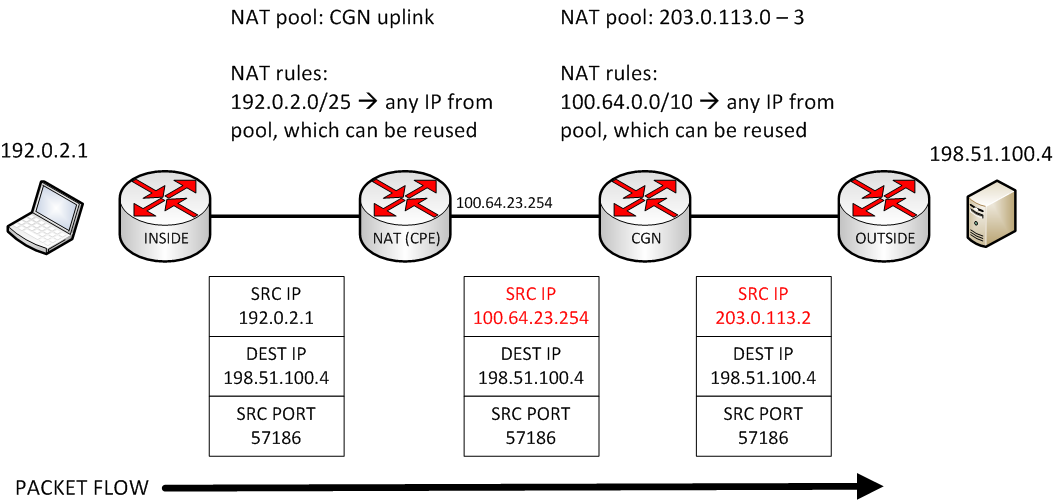 NAT pool: CGN uplink
NAT rules:
192.0.2.0/25 → any IP from
pool, which can be reused
NAT pool: 203.0.113.0 – 3
NAT rules:
100.64.0.0/10 → any IP from
pool, which can be reused
192.0.2.1
198.51.100.4
100.64.23.254
INSIDE
NAT (CPE)
CGN
OUTSIDE
SRC IP
192.0.2.1
DEST IP
198.51.100.4
SRC PORT
57186
SRC IP
100.64.23.254
DEST IP
198.51.100.4
SRC PORT
57186
SRC IP
203.0.113.2
DEST IP
198.51.100.4
SRC PORT
57186
PACKET FLOW